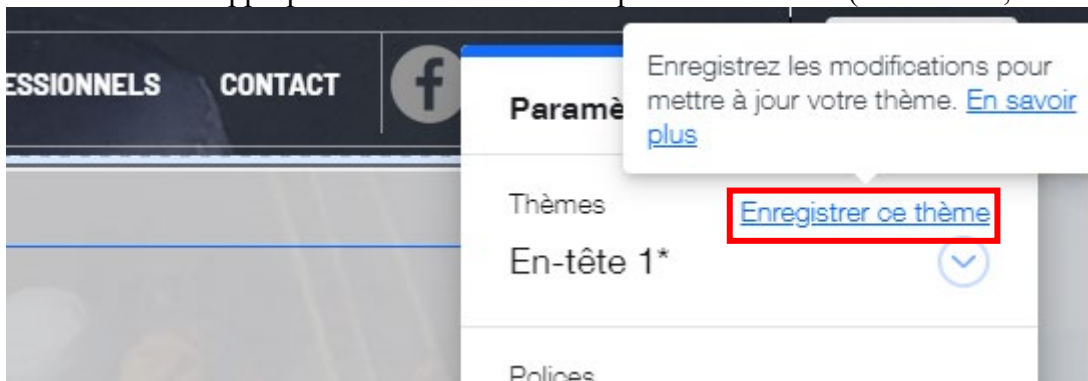 ESSIONNELS CONTACT f
Enregistrez les modifications pour
mettre à jour votre thème. En savoir
plus
Paramè
Thèmes Enregistrer ce thème
En-tête 1*
Polices